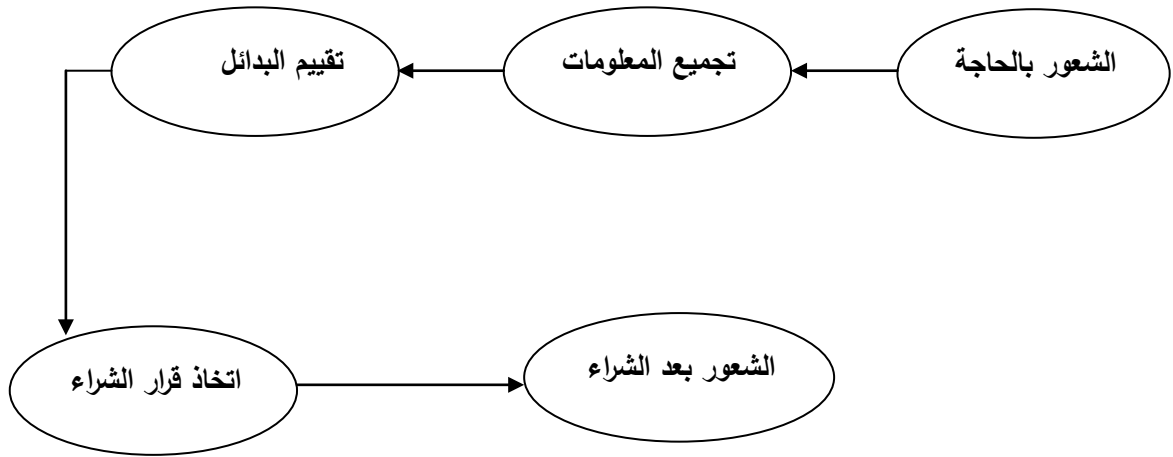 الشعور بالحاجة
تجميع المعلومات
تقييم البدائل
اتخاذ قرار الشراء
الشعور بعد الشراء